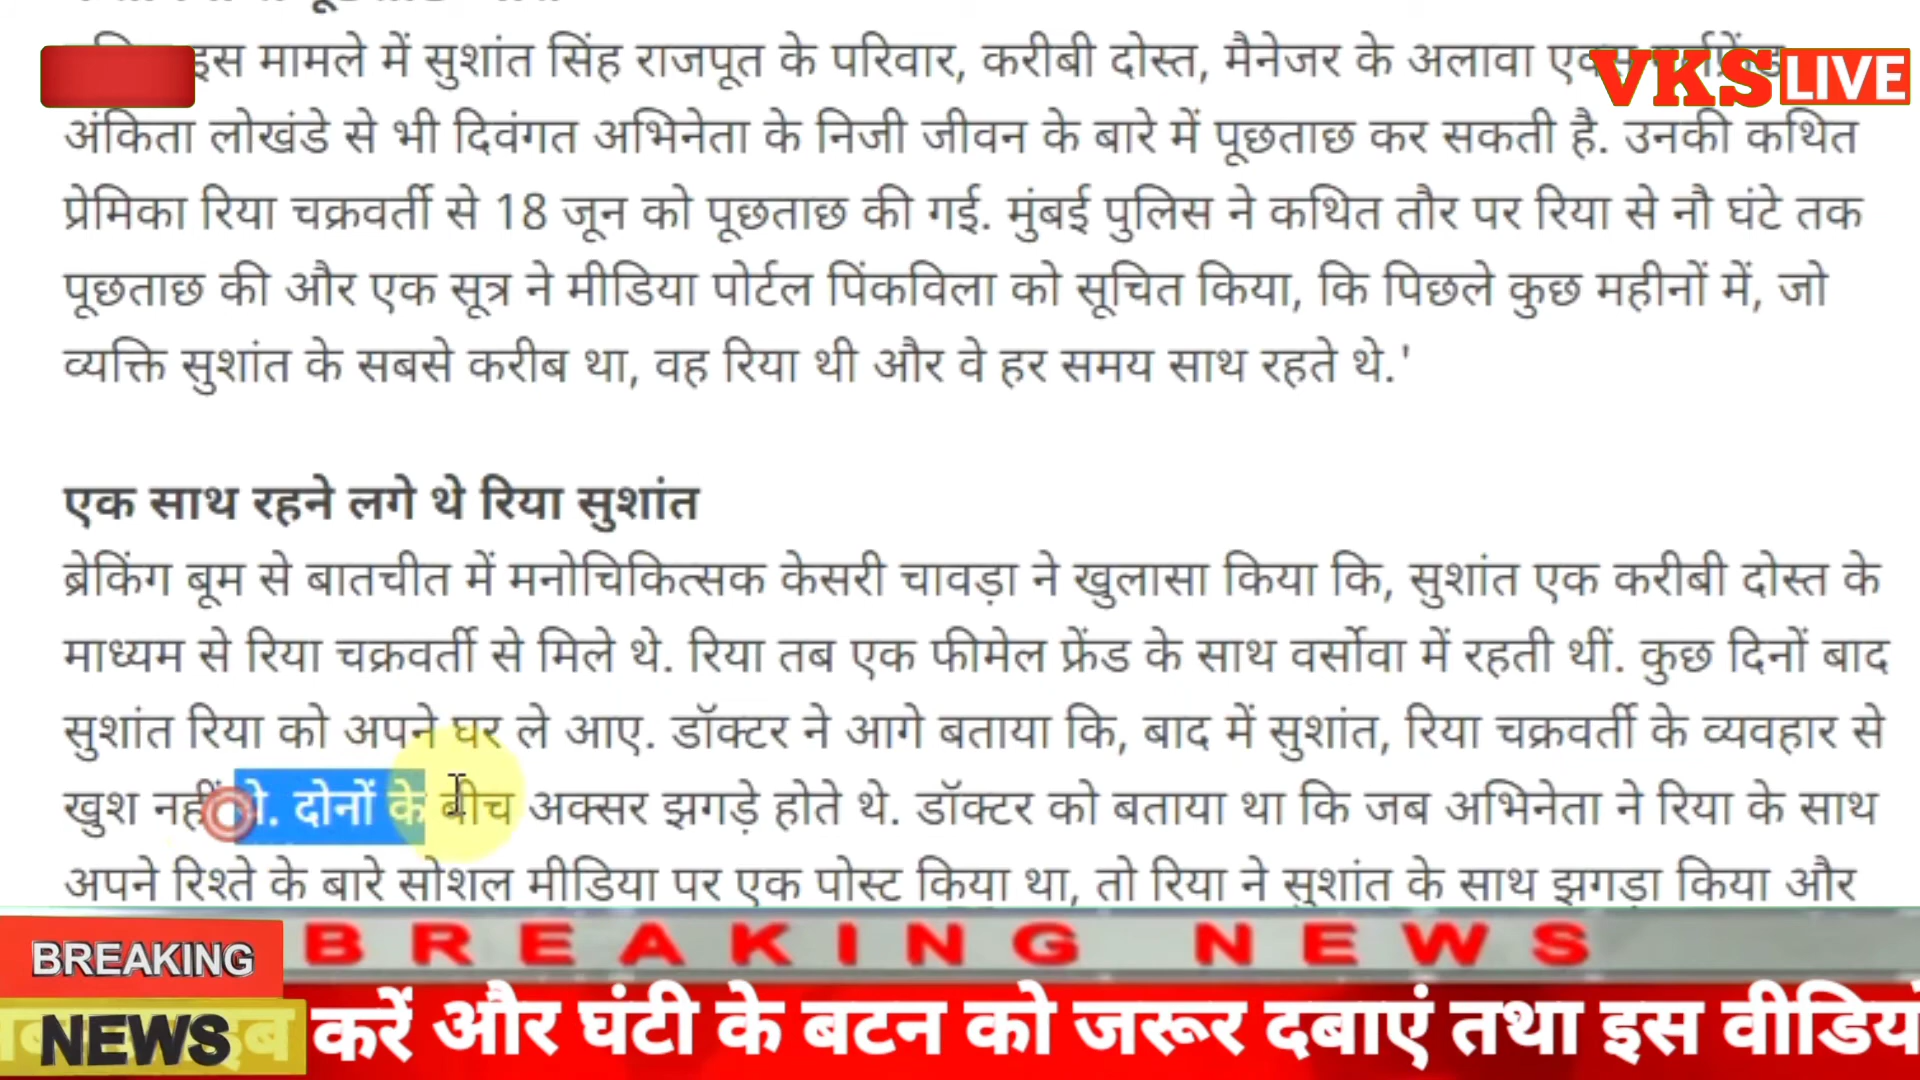 इस मामले में सुशांत सिंह राजपूत के परिवार, करीबी दोस्त, मैनेजर के अलावा
VKS LIVE
अंकिता लोखंडे से भी दिवंगत अभिनेता के निजी जीवन के बारे में पूछताछ कर सकती है. उनकी कथित
प्रेमिका रिया चक्रवर्ती से 18 जून को पूछताछ की गई. मुंबई पुलिस ने कथित तौर पर रिया से नौ घंटे तक
पूछताछ की और एक सूत्र ने मीडिया पोर्टल पिंकविला को सूचित किया, कि पिछले कुछ महीनों में, जो
व्यक्ति सुशांत के सबसे करीब था, वह रिया थी और वे हर समय साथ रहते थे.'
एक साथ रहने लगे थे रिया सुशांत
ब्रेकिंग बूम से बातचीत में मनोचिकित्सक केसरी चावड़ा ने खुलासा किया कि, सुशांत एक करीबी दोस्त के
माध्यम से रिया चक्रवर्ती से मिले थे. रिया तब एक फीमेल फ्रेंड के साथ वर्सोवा में रहती थीं. कुछ दिनों बाद
सुशांत रिया को अपने घर ले आए. डॉक्टर ने आगे बताया कि, बाद में सुशांत, रिया चक्रवर्ती के व्यवहार से
खुश नहीं थे. दोनों के बीच अक्सर झगड़े होते थे. डॉक्टर को बताया था कि जब अभिनेता ने रिया के साथ
अपने रिश्ते के बारे सोशल मीडिया पर एक पोस्ट किया था, तो रिया ने सुशांत के साथ झगड़ा किया और
BREAKING NEWS
BREAKING
NEWS
करें और घंटी के बटन को जरूर दबाएं तथा इस